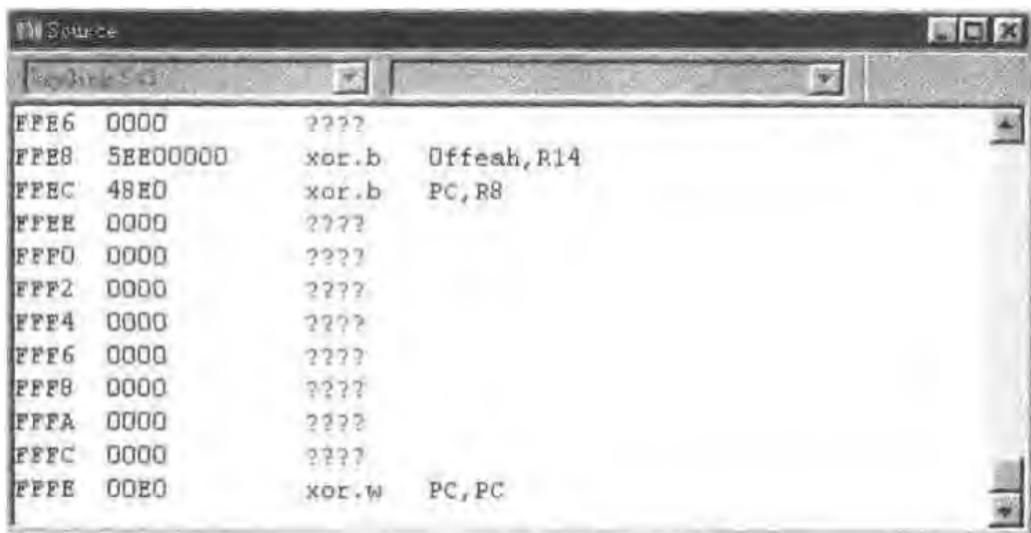 Source
FFE6 0000 ????
FFE8 5EE00000 xor.b 0ffeah,R14
FFEC 48E0 xor.b PC,R8
FFEE 0000 ????
FFF0 0000 ????
FFF2 0000 ????
FFF4 0000 ????
FFF6 0000 ????
FFF8 0000 ????
FFFA 0000 ????
FFFC 0000 ????
FFFE 00E0 xor.w PC,PC